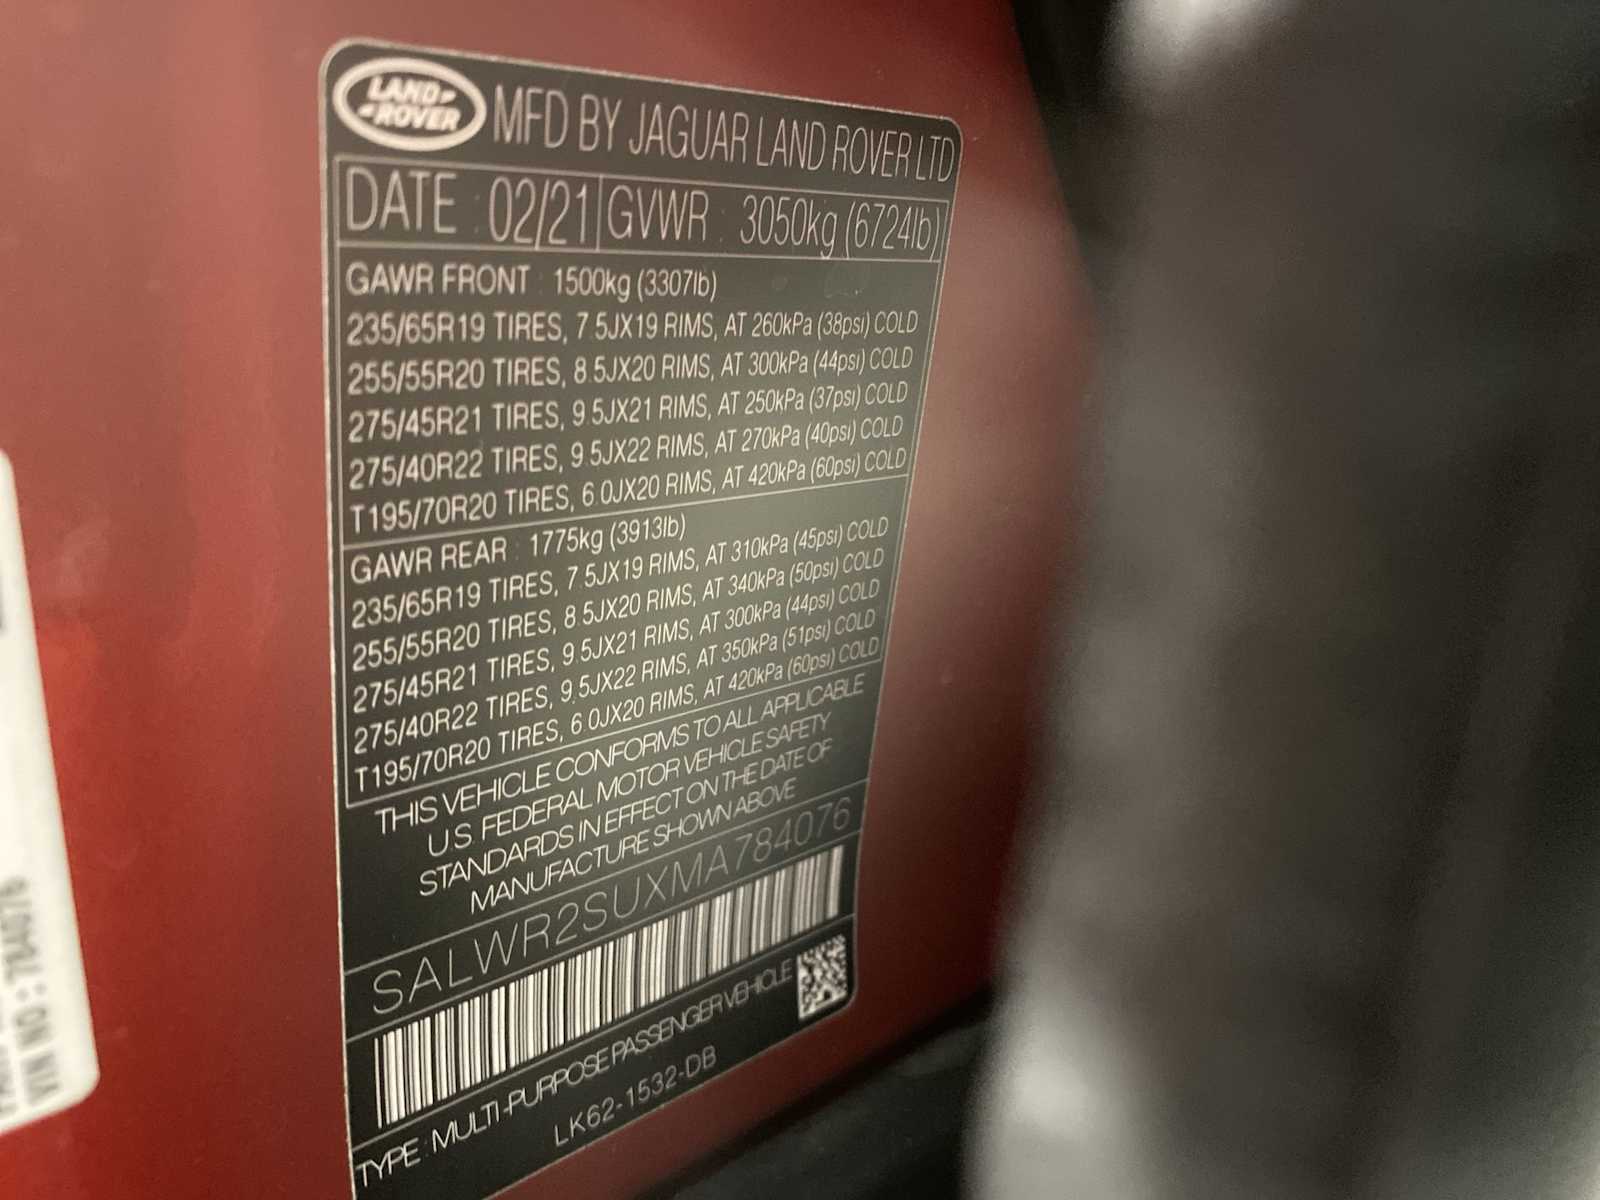 LAND
ROVER
MFD BY JAGUAR LAND ROVER LTD
DATE : 02/21 GVWR : 3050kg (6724lb)
GAWR FRONT : 1500kg (3307lb)
235/65R19 TIRES, 7.5JX19 RIMS, AT 260kPa (38psi) COLD
255/55R20 TIRES, 8.5JX20 RIMS, AT 300kPa (44psi) COLD
275/45R21 TIRES, 9.5JX21 RIMS, AT 250kPa (37psi) COLD
275/40R22 TIRES, 9.5JX22 RIMS, AT 270kPa (40psi) COLD
T195/70R20 TIRES, 6.0JX20 RIMS, AT 420kPa (60psi) COLD
GAWR REAR : 1775kg (3913lb)
235/65R19 TIRES, 7.5JX19 RIMS, AT 310kPa (45psi) COLD
255/55R20 TIRES, 8.5JX20 RIMS, AT 340kPa (50psi) COLD
275/45R21 TIRES, 9.5JX21 RIMS, AT 300kPa (44psi) COLD
275/40R22 TIRES, 9.5JX22 RIMS, AT 350kPa (51psi) COLD
T195/70R20 TIRES, 6.0JX20 RIMS, AT 420kPa (60psi) COLD
THIS VEHICLE CONFORMS TO ALL APPLICABLE
U.S. FEDERAL MOTOR VEHICLE SAFETY
STANDARDS IN EFFECT ON THE DATE OF
MANUFACTURE SHOWN ABOVE
SALWR2SUXMA784076
TYPE : MULTI-PURPOSE PASSENGER VEHICLE
LK62-1532-DB
VIN NO : 784076